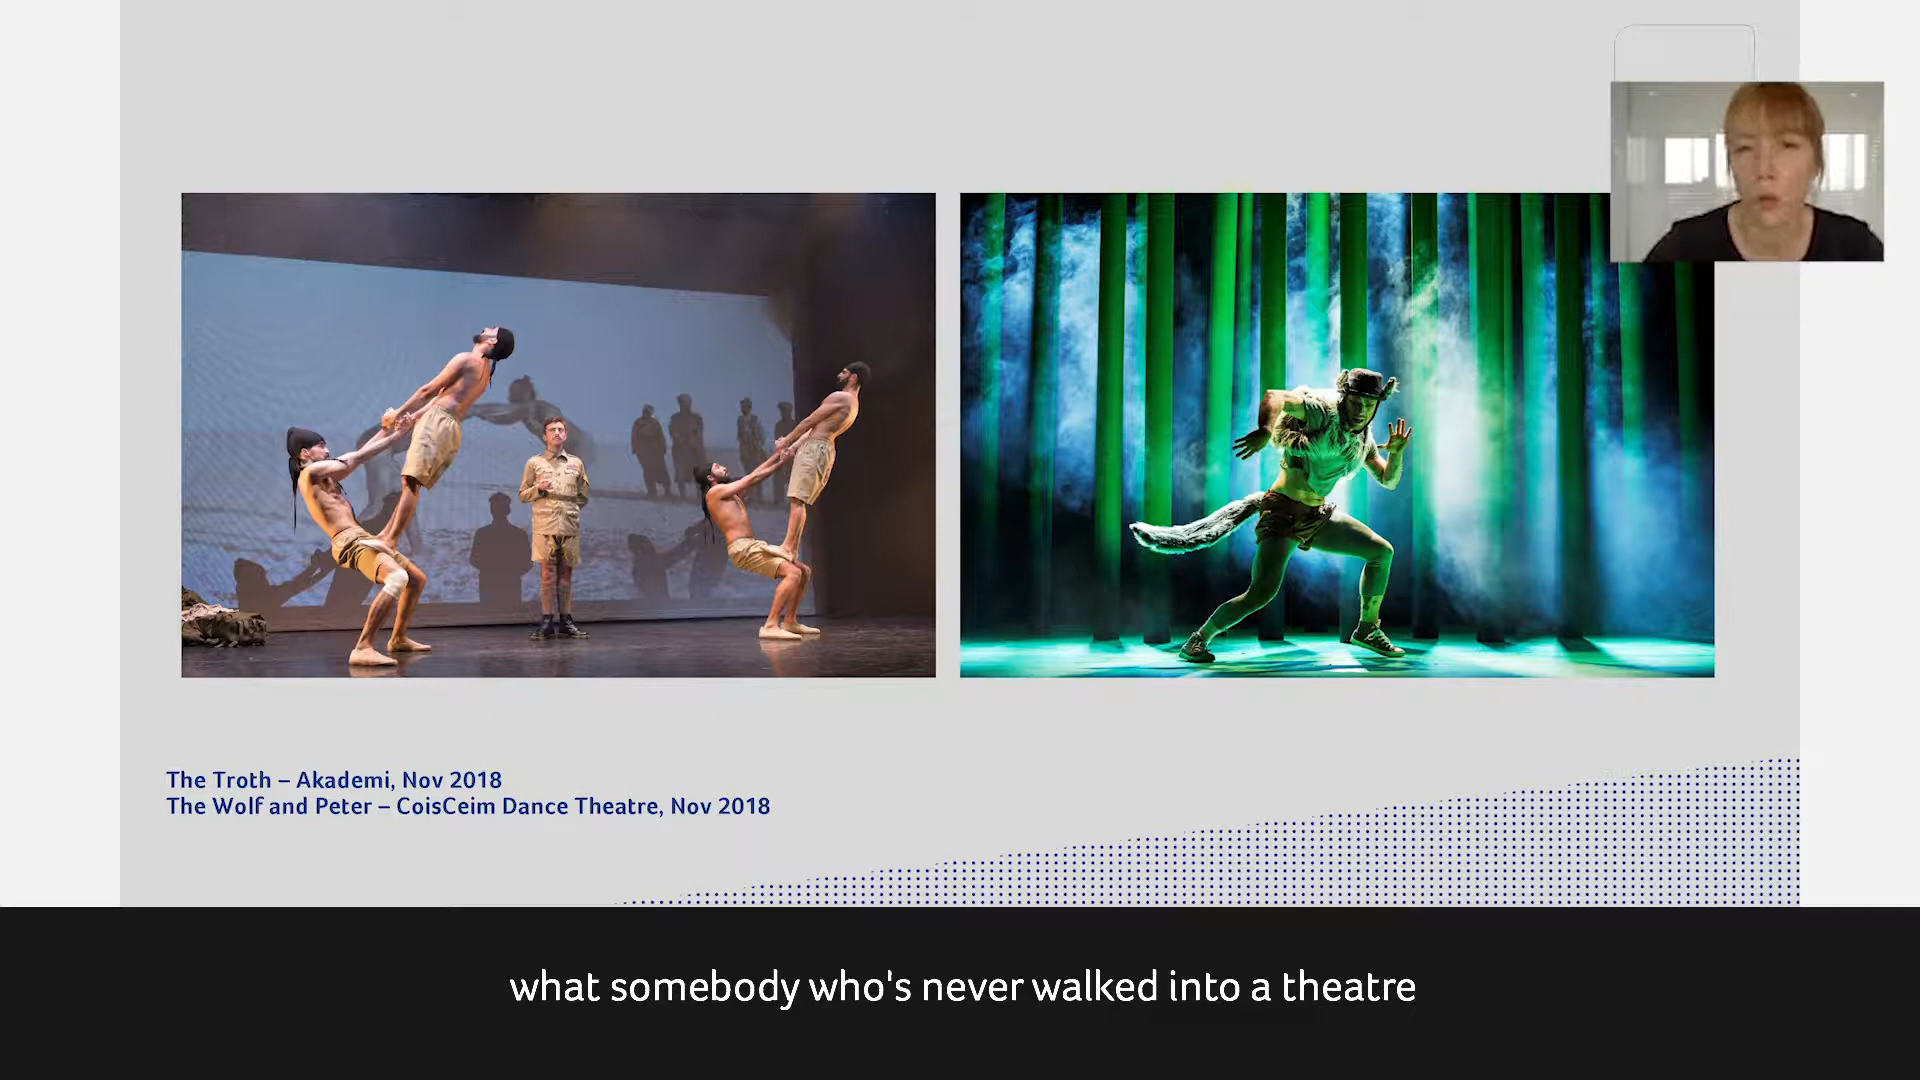 The Troth – Akademi, Nov 2018
The Wolf and Peter – CoisCeim Dance Theatre, Nov 2018
what somebody who's never walked into a theatre